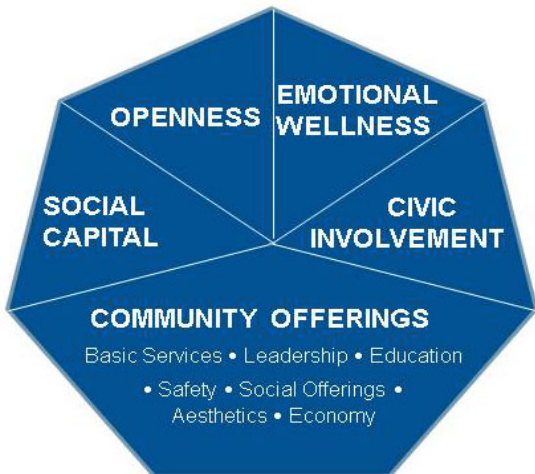 OPENNESS
EMOTIONAL
WELLNESS
SOCIAL
CAPITAL
CIVIC
INVOLVEMENT
COMMUNITY OFFERINGS
Basic Services • Leadership • Education
• Safety • Social Offerings •
Aesthetics • Economy